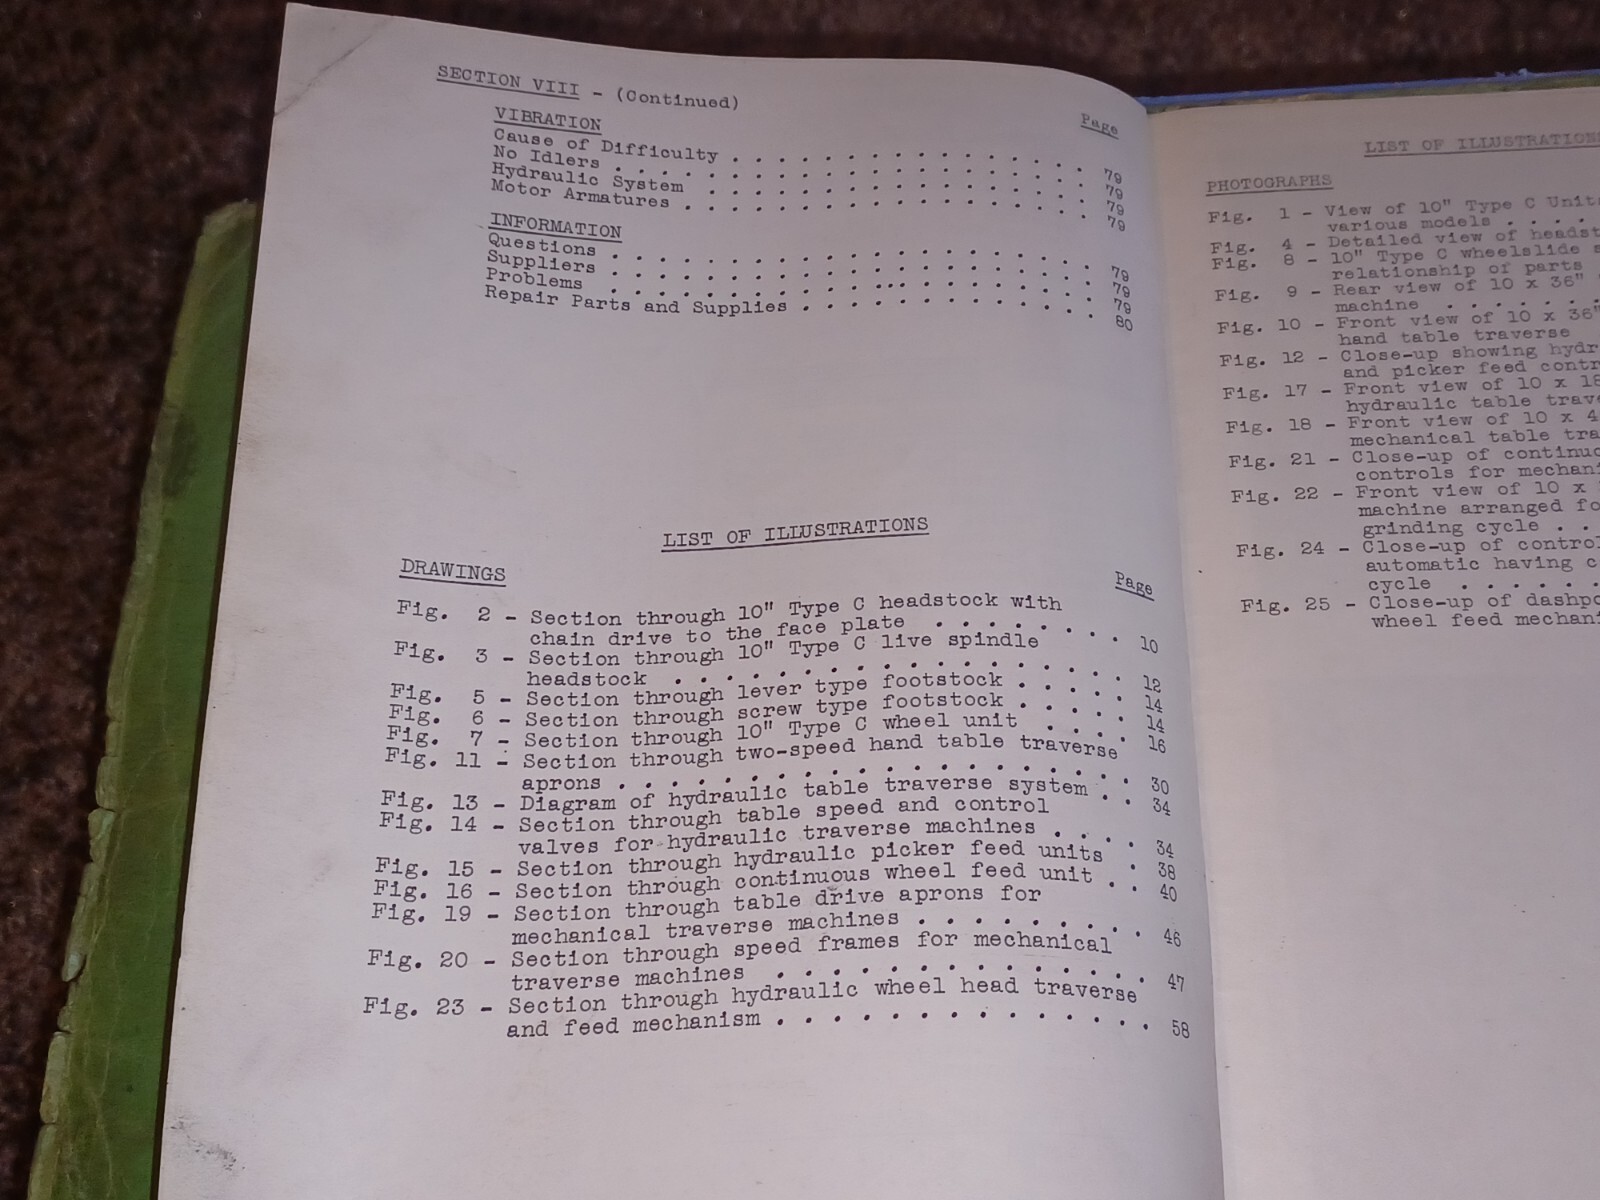 SECTION VIII - (Continued)
Page
VIBRATION
Cause of Difficulty . . . . . . . . . . . . . . . . 79
No Idlers . . . . . . . . . . . . . . . . . . . . 79
Hydraulic System . . . . . . . . . . . . . . . . . 79
Motor Armatures . . . . . . . . . . . . . . . . . 79
INFORMATION
Questions . . . . . . . . . . . . . . . . . . . . 79
Suppliers . . . . . . . . . . . . . . . . . . . . 79
Problems . . . . . . . . . . . . . . . . . . . . 79
Repair Parts and Supplies . . . . . . . . . . . . 80
LIST OF ILLUSTRATIONS
DRAWINGS
Page
Fig. 2 - Section through 10" Type C headstock with
chain drive to the face plate . . . . . . . . 10
Fig. 3 - Section through 10" Type C live spindle
headstock . . . . . . . . . . . . . . . . . . 12
Fig. 5 - Section through lever type footstock . . . . . 14
Fig. 6 - Section through screw type footstock . . . . . 14
Fig. 7 - Section through 10" Type C wheel unit . . . . 16
Fig. 11 - Section through two-speed hand table traverse
aprons . . . . . . . . . . . . . . . . . . . . 30
Fig. 13 - Diagram of hydraulic table traverse system . . 34
Fig. 14 - Section through table speed and control
valves for hydraulic traverse machines . . . . 34
Fig. 15 - Section through hydraulic picker feed units . 38
Fig. 16 - Section through continuous wheel feed unit . . 40
Fig. 19 - Section through table drive aprons for
mechanical traverse machines . . . . . . . . . 46
Fig. 20 - Section through speed frames for mechanical
traverse machines . . . . . . . . . . . . . . 47
Fig. 23 - Section through hydraulic wheel head traverse
and feed mechanism . . . . . . . . . . . . . . 58
LIST OF ILLUSTRATIONS
PHOTOGRAPHS
Fig. 1 - View of 10" Type C Units
various models . . . .
Fig. 4 - Detailed view of
Fig. 8 - 10" Type C wheelslide
relationship of parts
Fig. 9 - Rear view of 10 x 36"
machine . . . . . .
Fig. 10 - Front view of 10 x 36"
hand table traverse
Fig. 12 - Close-up showing
and picker feed
Fig. 17 - Front view of 10 x
hydraulic table
Fig. 18 - Front view of 10 x
mechanical table
Fig. 21 - Close-up of
controls for
Fig. 22 - Front view of 10 x
machine arranged
grinding cycle . .
Fig. 24 - Close-up of
automatic having
cycle . . . . . .
Fig. 25 - Close-up of
wheel feed